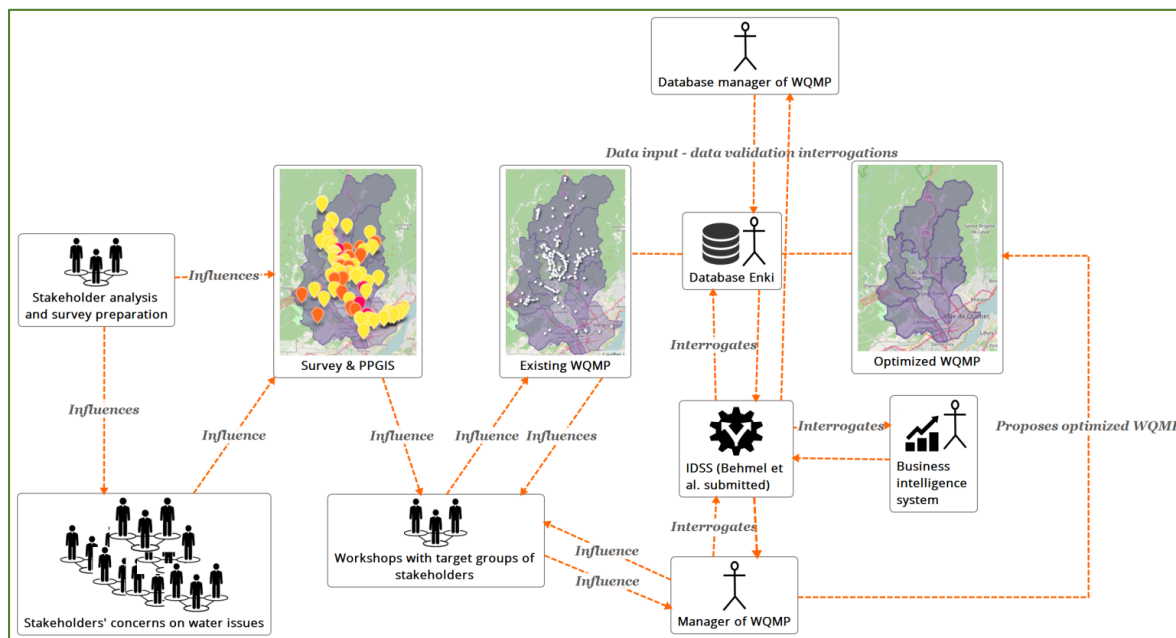 Database manager of WQMP
Data input - data validation interrogations
Stakeholder analysis
and survey preparation
Influences
Survey & PPGIS
Existing WQMP
Database Enki
Optimized WQMP
Interrogates
Influences
Influence
Influence
Influence
Influences
IDSS (Behmel et
al. submitted)
Interrogates
Business
intelligence
system
Proposes optimized WQMP
Interrogates
Workshops with target groups of
stakeholders
Influence
Influence
Manager of WQMP
Stakeholders' concerns on water issues